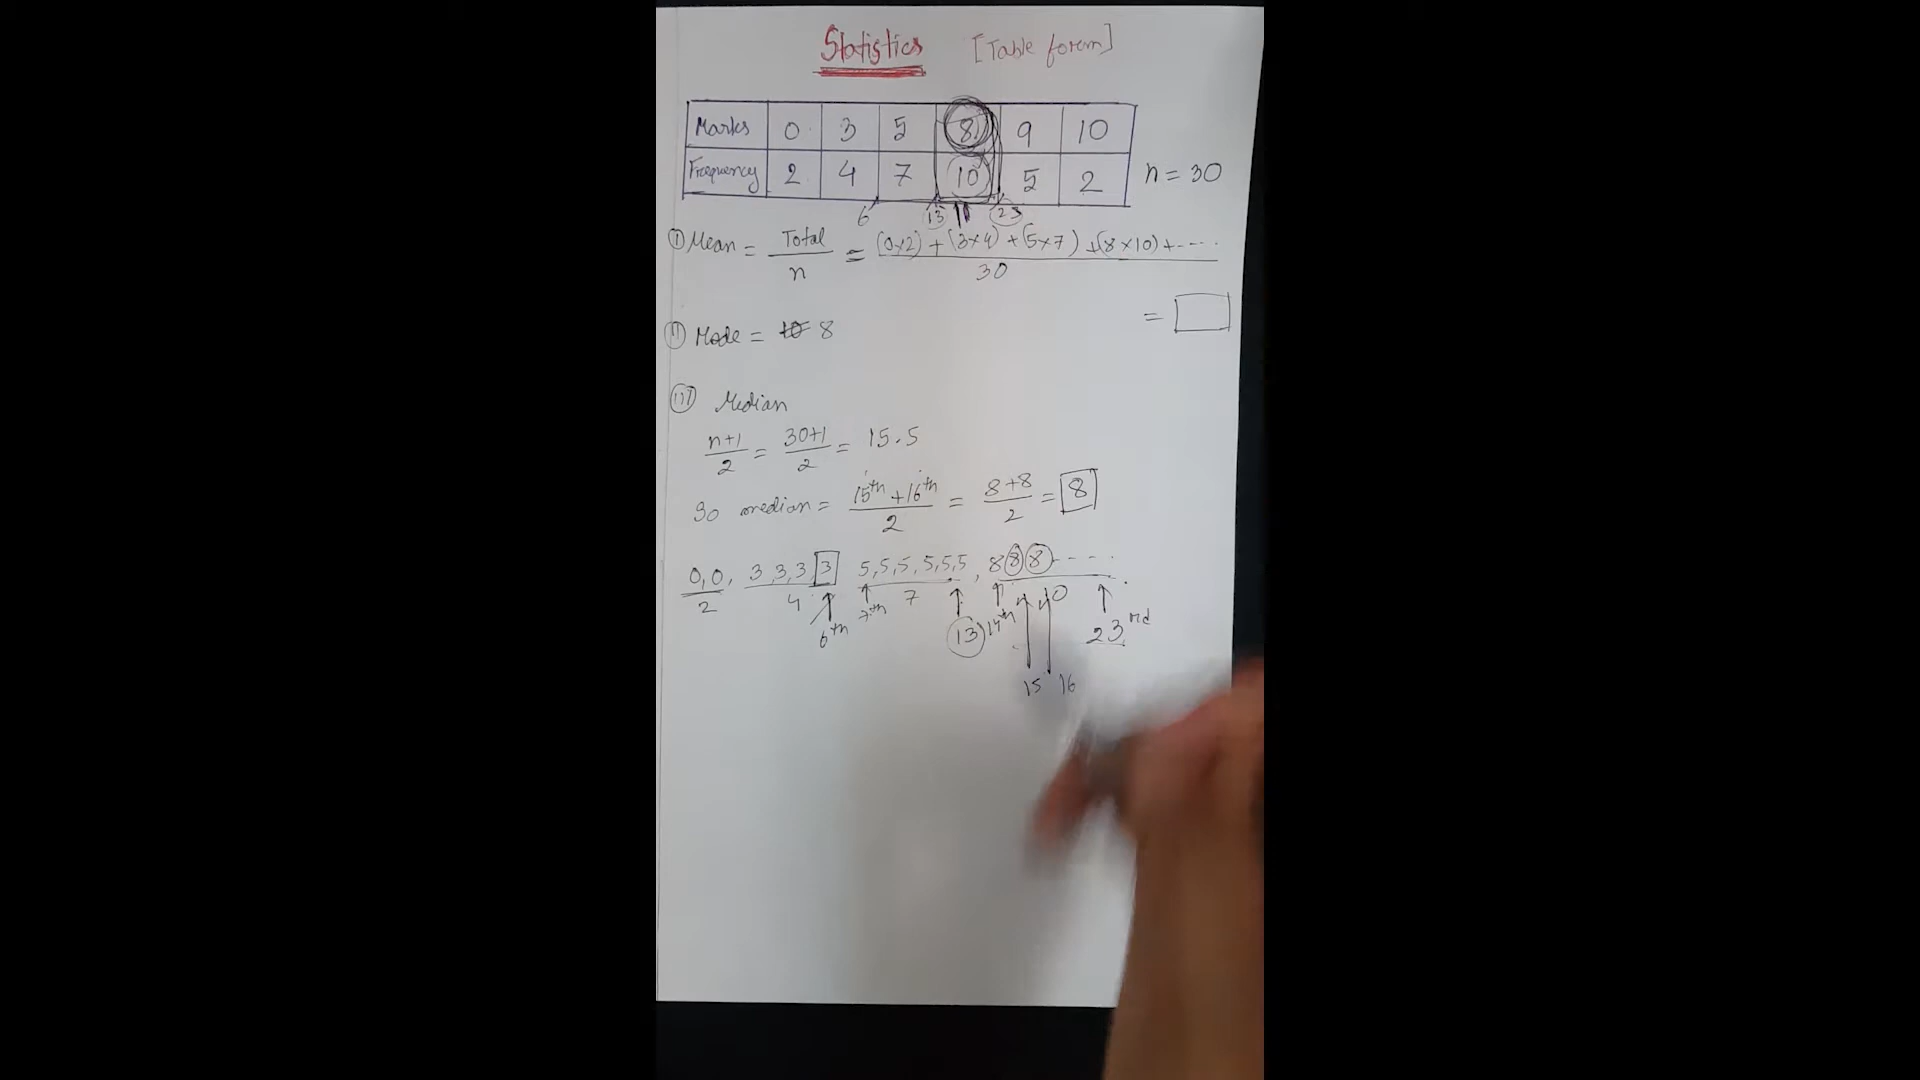 Statistics [Table form]
Marks 0 3 5 8 9 10
Frequency 2 4 7 10 5 2 n = 30
6 13 23
(i) Mean = Total / n = (0×2) + (3×4) + (5×7) + (8×10) + ---- / 30
=
(ii) Mode = 10 8
(iii) Median
n+1 / 2 = 30+1 / 2 = 15.5
So median = 15th + 16th / 2 = 8+8 / 2 = 8
0,0, 3,3,3,3 5,5,5,5,5,5,5, 8 8 8 - - - -
2 4 7 10
6th 7th 13 14th 23rd
15 16